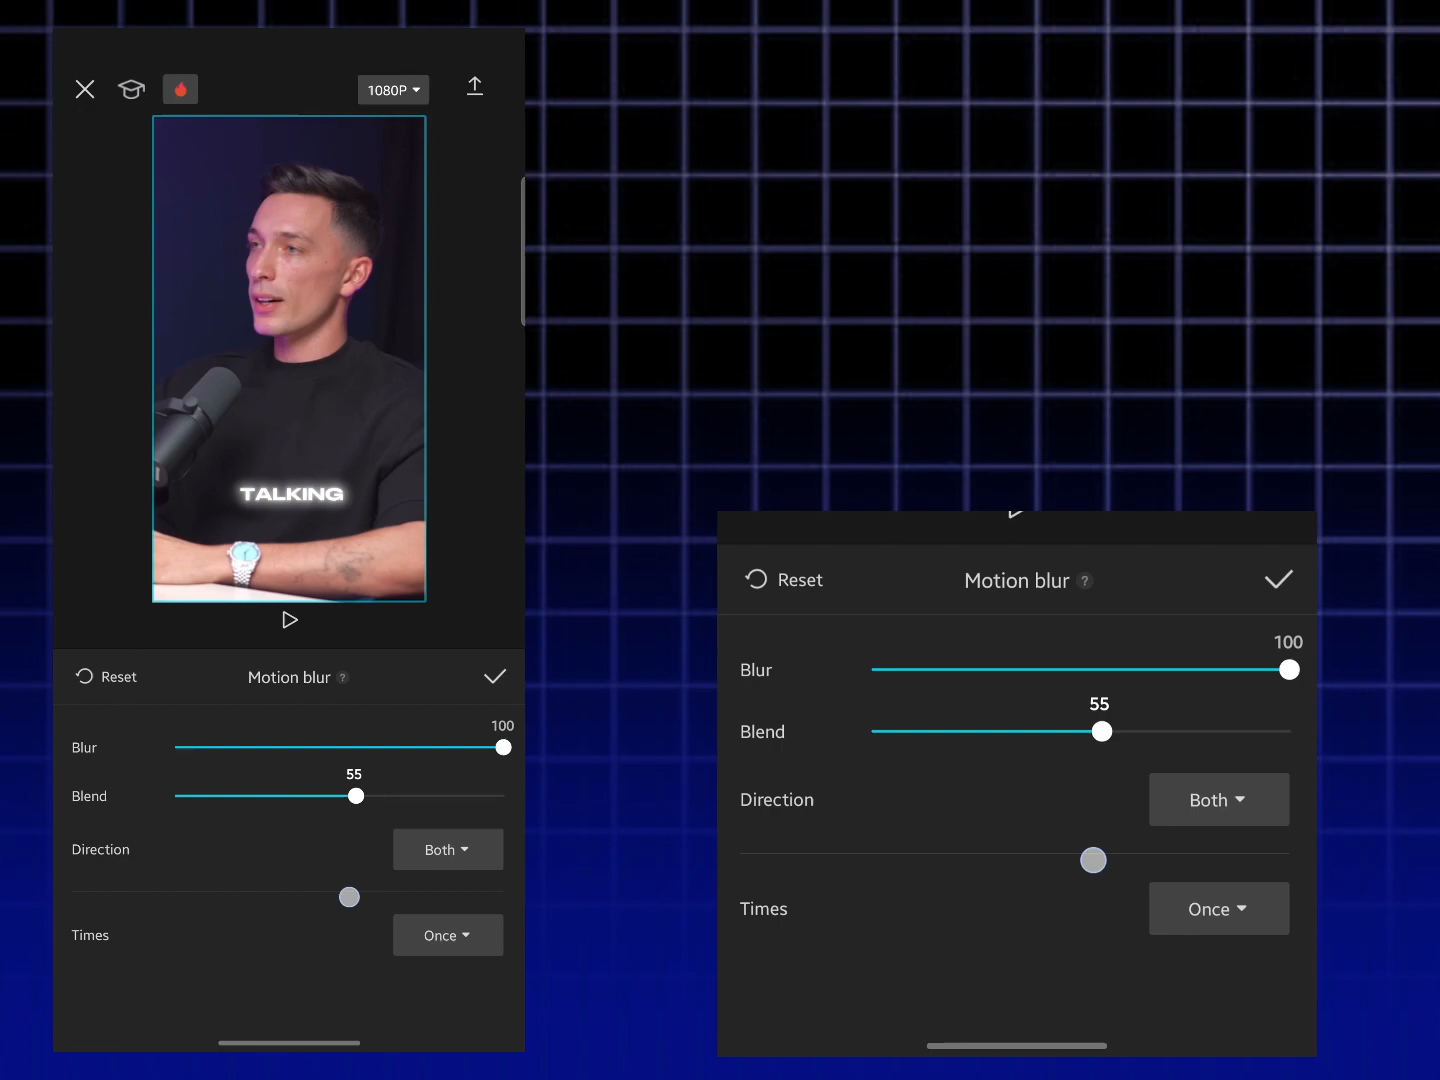 1080P
TALKING
Reset Motion blur ?
100
Blur
55
Blend
Direction Both
Times Once
Reset Motion blur ?
100
Blur
55
Blend
Direction Both
Times Once